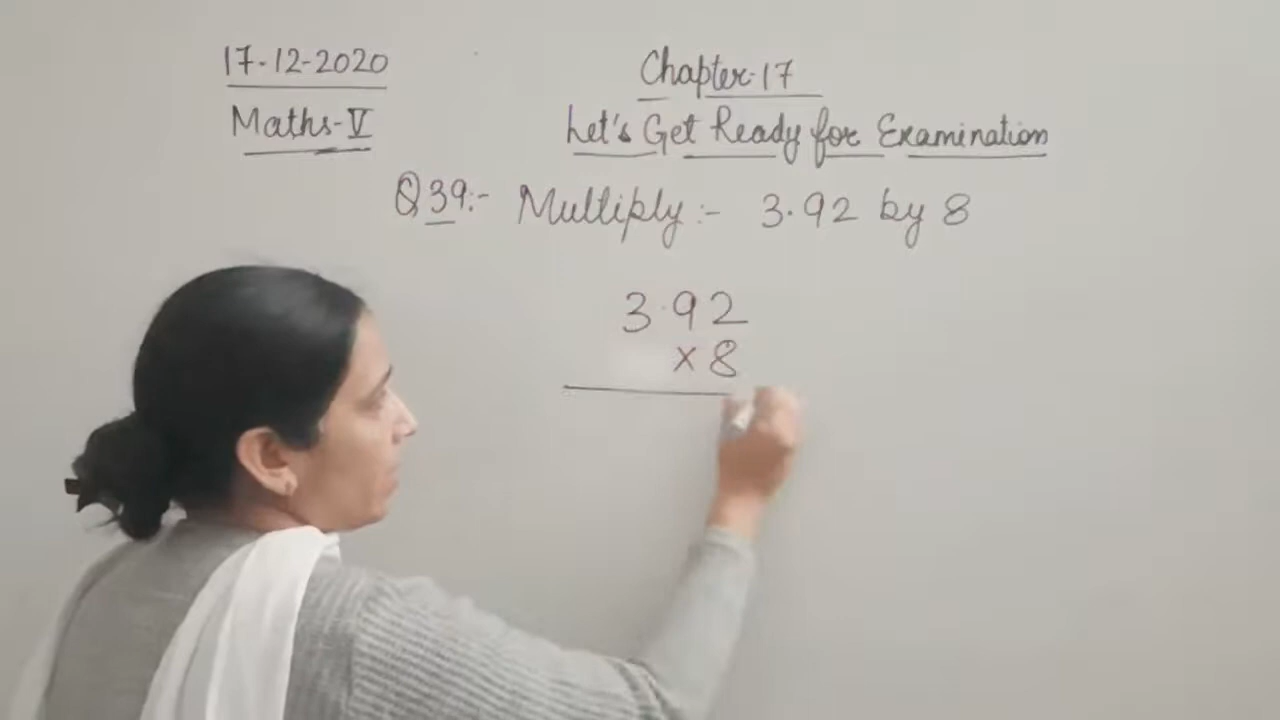 17-12-2020
Maths-V
Chapter-17
Let's Get Ready for Examination
Q39:- Multiply:- 3.92 by 8
3.92
×8